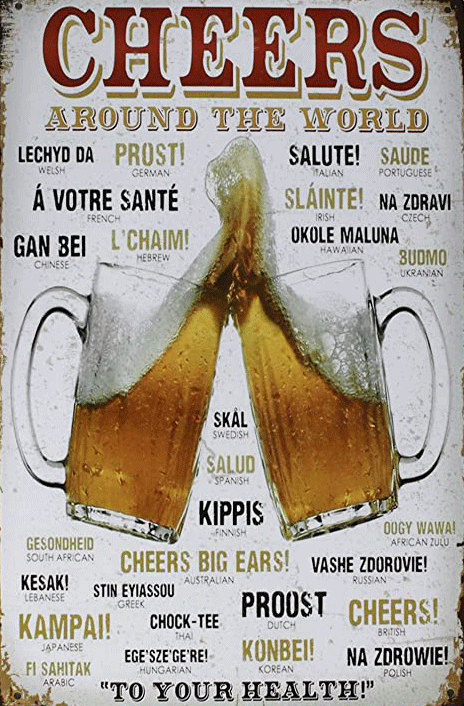 CHEERS
AROUND THE WORLD
LECHYD DA
WELSH
PROST!
GERMAN
SALUTE!
ITALIAN
SAUDE
PORTUGUESE
Á VOTRE SANTÉ
FRENCH
SLÁINTE!
IRISH
NA ZDRAVI
CZECH
GAN BEI
CHINESE
L'CHAIM!
HEBREW
OKOLE MALUNA
HAWAIIAN
BUDMO
UKRANIAN
SKÅL
SWEDISH
SALUD
SPANISH
KIPPIS
FINNISH
OOGY WAWA!
AFRICAN ZULU
GESONDHEID
SOUTH AFRICAN
CHEERS BIG EARS!
AUSTRALIAN
VASHE ZDOROVIE!
RUSSIAN
KESAK!
LEBANESE
STIN EYIASSOU
GREEK
PROOST
DUTCH
CHEERS!
BRITISH
KAMPAI!
JAPANESE
CHOCK-TEE
THAI
FI SAHITAK
ARABIC
EGE'SZE'GE'RE!
HUNGARIAN
KONBEI!
KOREAN
NA ZDROWIE!
POLISH
"TO YOUR HEALTH!"